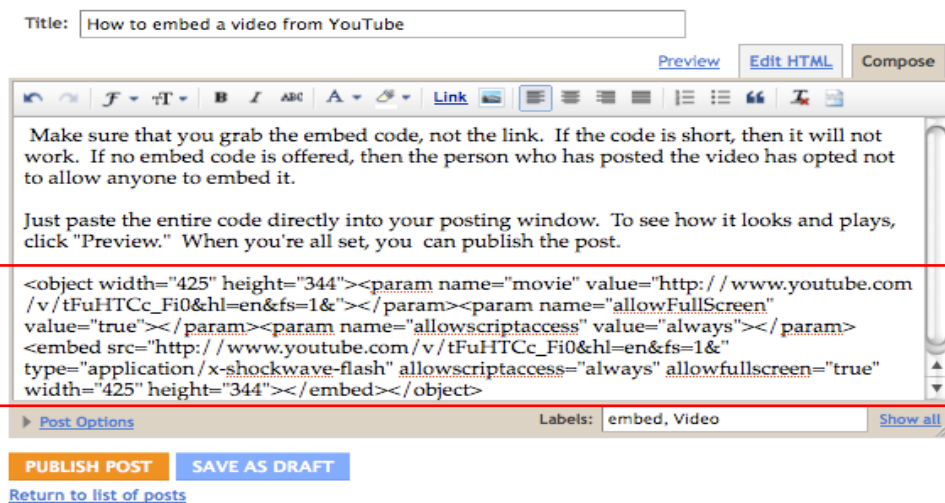 Title: How to embed a video from YouTube
Preview Edit HTML Compose
F T B I ABC A Link
Make sure that you grab the embed code, not the link. If the code is short, then it will not
work. If no embed code is offered, then the person who has posted the video has opted not
to allow anyone to embed it.
Just paste the entire code directly into your posting window. To see how it looks and plays,
click "Preview." When you're all set, you can publish the post.
<object width="425" height="344"><param name="movie" value="http://www.youtube.com
/v/tFuHTCc_Fi0&hl=en&fs=1&"></param><param name="allowFullScreen"
value="true"></param><param name="allowscriptaccess" value="always"></param>
<embed src="http://www.youtube.com/v/tFuHTCc_Fi0&hl=en&fs=1&"
type="application/x-shockwave-flash" allowscriptaccess="always" allowfullscreen="true"
width="425" height="344"></embed></object>
Post Options Labels: embed, Video Show all
PUBLISH POST SAVE AS DRAFT
Return to list of posts